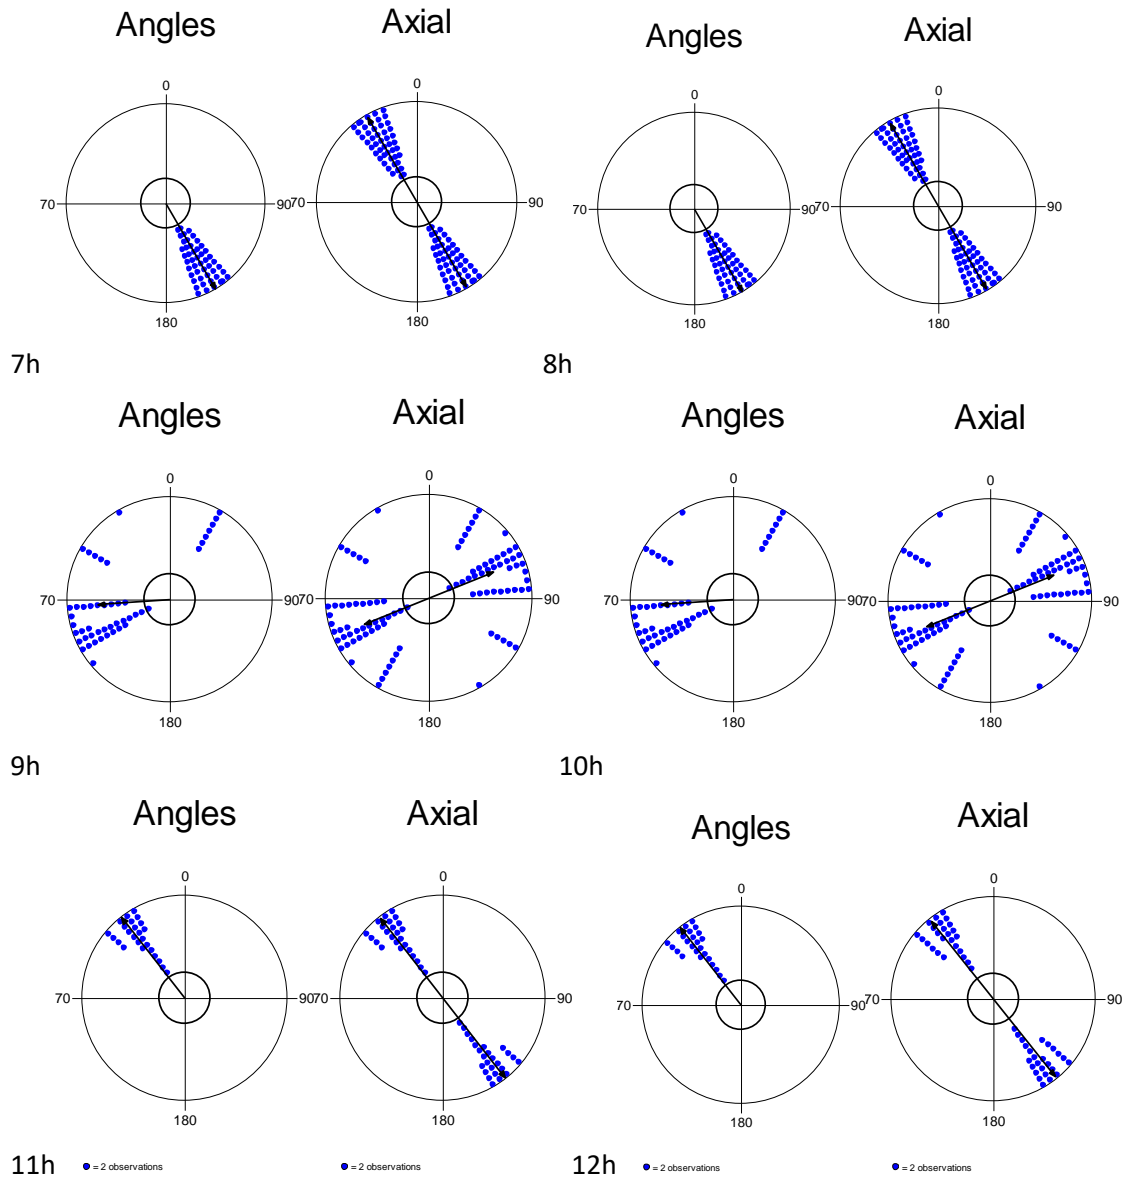 Angles Axial Angles Axial
0 0 0 0
70 90 70 90 90 70 90
180 180 180 180
7h 8h
Angles Axial Angles Axial
0 0 0 0
70 90 70 90 70 90 70 90
180 180 180 180
9h 10h
Angles Axial Angles Axial
0 0 0 0
70 90 70 90 70 90 70 90
180 180 180 180
11h = 2 observations = 2 observations 12h = 2 observations = 2 observations